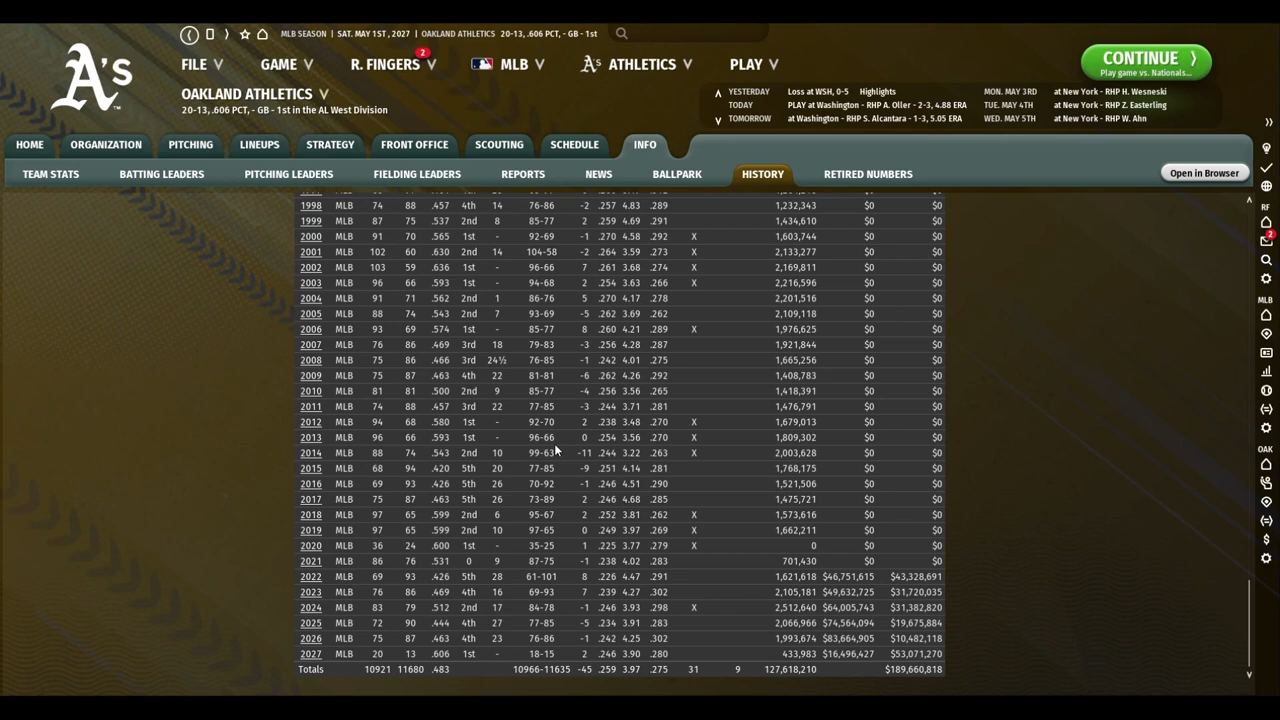 MLB SEASON | SAT. MAY 1ST, 2027 | OAKLAND ATHLETICS 20-13, .606 PCT, - GB - 1st
A's
FILE GAME R. FINGERS 2 MLB A's ATHLETICS PLAY
CONTINUE
Play game vs. Nationals...
OAKLAND ATHLETICS
20-13, .606 PCT, - GB - 1st in the AL West Division
YESTERDAY Loss at WSH, 0-5 Highlights MON. MAY 3RD at New York - RHP H. Wesneski
TODAY PLAY at Washington - RHP A. Oller - 2-3, 4.88 ERA TUE. MAY 4TH at New York - RHP Z. Easterling
TOMORROW at Washington - RHP S. Alcantara - 1-3, 5.05 ERA WED. MAY 5TH at New York - RHP W. Ahn
HOME ORGANIZATION PITCHING LINEUPS STRATEGY FRONT OFFICE SCOUTING SCHEDULE INFO
TEAM STATS BATTING LEADERS PITCHING LEADERS FIELDING LEADERS REPORTS NEWS BALLPARK HISTORY RETIRED NUMBERS Open in Browser
1998 MLB 74 88 .457 4th 14 76-86 -2 .257 4.83 .289 1,232,343 $0 $0
1999 MLB 87 75 .537 2nd 8 85-77 2 .259 4.69 .291 1,434,610 $0 $0
2000 MLB 91 70 .565 1st - 92-69 -1 .270 4.58 .292 X 1,603,744 $0 $0
2001 MLB 102 60 .630 2nd 14 104-58 -2 .264 3.59 .273 X 2,133,277 $0 $0
2002 MLB 103 59 .636 1st - 96-66 7 .261 3.68 .274 X 2,169,811 $0 $0
2003 MLB 96 66 .593 1st - 94-68 2 .254 3.63 .266 X 2,216,596 $0 $0
2004 MLB 91 71 .562 2nd 1 86-76 5 .270 4.17 .278 2,201,516 $0 $0
2005 MLB 88 74 .543 2nd 7 93-69 -5 .262 3.69 .262 2,109,118 $0 $0
2006 MLB 93 69 .574 1st - 85-77 8 .260 4.21 .289 X 1,976,625 $0 $0
2007 MLB 76 86 .469 3rd 18 79-83 -3 .256 4.28 .287 1,921,844 $0 $0
2008 MLB 75 86 .466 3rd 24½ 76-85 -1 .242 4.01 .275 1,665,256 $0 $0
2009 MLB 75 87 .463 4th 22 81-81 -6 .262 4.26 .292 1,408,783 $0 $0
2010 MLB 81 81 .500 2nd 9 85-77 -4 .256 3.56 .265 1,418,391 $0 $0
2011 MLB 74 88 .457 3rd 22 77-85 -3 .244 3.71 .281 1,476,791 $0 $0
2012 MLB 94 68 .580 1st - 92-70 2 .238 3.48 .270 X 1,679,013 $0 $0
2013 MLB 96 66 .593 1st - 96-66 0 .254 3.56 .270 X 1,809,302 $0 $0
2014 MLB 88 74 .543 2nd 10 99-63 -11 .244 3.22 .263 X 2,003,628 $0 $0
2015 MLB 68 94 .420 5th 20 77-85 -9 .251 4.14 .281 1,768,175 $0 $0
2016 MLB 69 93 .426 5th 26 70-92 -1 .246 4.51 .290 1,521,506 $0 $0
2017 MLB 75 87 .463 5th 26 73-89 2 .246 4.68 .285 1,475,721 $0 $0
2018 MLB 97 65 .599 2nd 6 95-67 2 .252 3.81 .262 X 1,573,616 $0 $0
2019 MLB 97 65 .599 2nd 10 97-65 0 .249 3.97 .269 X 1,662,211 $0 $0
2020 MLB 36 24 .600 1st - 35-25 1 .225 3.77 .279 X 0 $0 $0
2021 MLB 86 76 .531 0 9 87-75 -1 .238 4.02 .283 701,430 $0 $0
2022 MLB 69 93 .426 5th 28 61-101 8 .226 4.47 .291 1,621,618 $46,751,615 $43,328,691
2023 MLB 76 86 .469 4th 16 69-93 7 .239 4.27 .302 2,105,181 $49,632,725 $31,720,035
2024 MLB 83 79 .512 2nd 17 84-78 -1 .246 3.93 .298 X 2,512,640 $64,005,743 $31,382,820
2025 MLB 72 90 .444 4th 27 77-85 -5 .234 3.91 .283 2,066,966 $74,564,094 $19,675,884
2026 MLB 75 87 .463 4th 23 76-86 -1 .242 4.25 .302 1,993,674 $83,664,905 $10,482,118
2027 MLB 20 13 .606 1st - 18-15 2 .246 3.90 .280 433,983 $16,496,427 $53,071,270
Totals 10921 11680 .483 10966-11635 -45 .259 3.97 .275 31 9 127,618,210 $189,660,818
RF
2
MLB
OAK